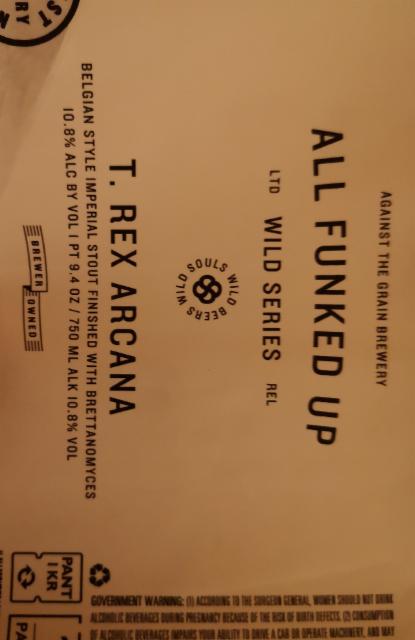 AGAINST THE GRAIN BREWERY
ALL FUNKED UP
LTD WILD SERIES REL
WILD SOULS WILD BEERS
T. REX ARCANA
BELGIAN STYLE IMPERIAL STOUT FINISHED WITH BRETTANOMYCES
10.8% ALC BY VOL I PT 9.4 OZ / 750 ML ALK 10.8% VOL
BREWER OWNED
ST
RY
PANT
1 KR
PA
GOVERNMENT WARNING: (1) ACCORDING TO THE SURGEON GENERAL, WOMEN SHOULD NOT DRINK
ALCOHOLIC BEVERAGES DURING PREGNANCY BECAUSE OF THE RISK OF BIRTH DEFECTS. (2) CONSUMPTION
OF ALCOHOLIC BEVERAGES IMPAIRS YOUR ABILITY TO DRIVE A CAR OR OPERATE MACHINERY, AND MAY